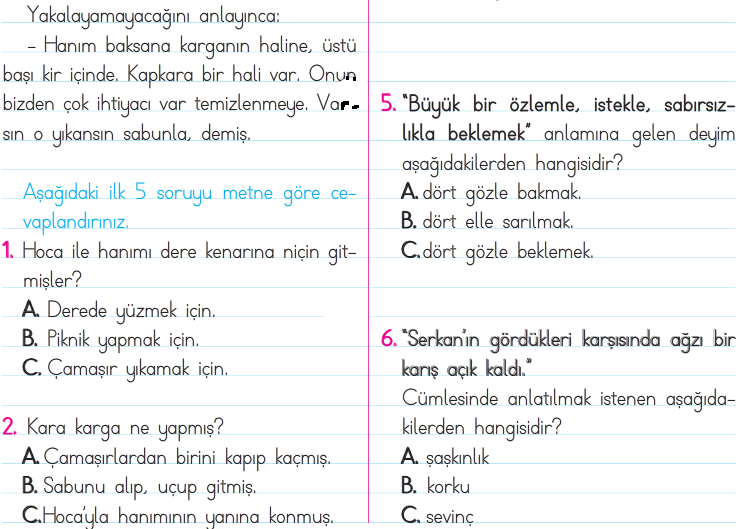 Yakalayamayacağını anlayınca:
– Hanım baksana karganın haline, üstü
başı kir içinde. Kapkara bir hali var. Onun
bizden çok ihtiyacı var temizlenmeye. Var-
sın o yıkansın sabunla, demiş.
Aşağıdaki ilk 5 soruyu metne göre ce-
vaplandırınız.
1. Hoca ile hanımı dere kenarına niçin git-
mişler?
A. Derede yüzmek için.
B. Piknik yapmak için.
C. Çamaşır yıkamak için.
2. Kara karga ne yapmış?
A. Çamaşırlardan birini kapıp kaçmış.
B. Sabunu alıp, uçup gitmiş.
C.Hoca'yla hanımının yanına konmuş.
5. "Büyük bir özlemle, istekle, sabırsız-
lıkla beklemek" anlamına gelen deyim
aşağıdakilerden hangisidir?
A. dört gözle bakmak.
B. dört elle sarılmak.
C. dört gözle beklemek.
6. "Serkan'ın gördükleri karşısında ağzı bir
karış açık kaldı."
Cümlesinde anlatılmak istenen aşağıda-
kilerden hangisidir?
A. şaşkınlık
B. korku
C. sevinç